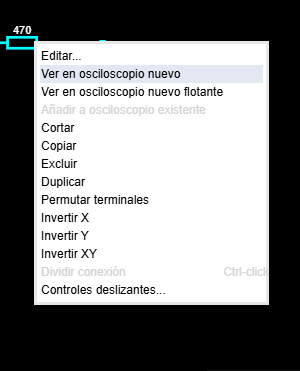 470
Editar...
Ver en osciloscopio nuevo
Ver en osciloscopio nuevo flotante
Añadir a osciloscopio existente
Cortar
Copiar
Excluir
Duplicar
Permutar terminales
Invertir X
Invertir Y
Invertir XY
Dividir conexión Ctrl-click
Controles deslizantes...